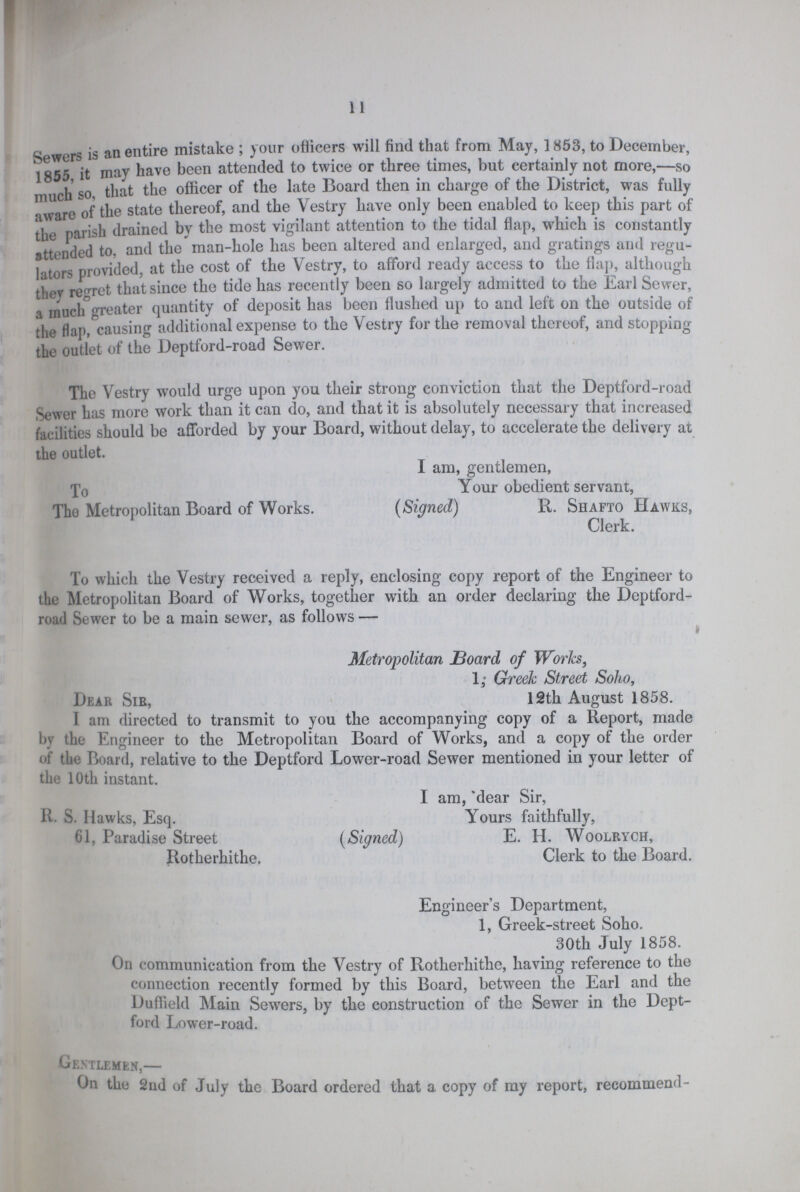 11
Sewers is an entire mistake ; your officers will find that from May, 1853, to December,
1855, it may have been attended to twice or three times, but certainly not more,—so
much so, that the officer of the late Board then in charge of the District, was fully
aware of the state thereof, and the Vestry have only been enabled to keep this part of
the parish drained by the most vigilant attention to the tidal flap, which is constantly
attended to, and the man-hole has been altered and enlarged, and gratings and regu-
lators provided, at the cost of the Vestry, to afford ready access to the flap, although
they regret that since the tide has recently been so largely admitted to the Earl Sewer,
a much greater quantity of deposit has been flushed up to and left on the outside of
the flap, causing additional expense to the Vestry for the removal thereof, and stopping
the outlet of the Deptford-road Sewer.
The Vestry would urge upon you their strong conviction that the Deptford-road
Sewer has more work than it can do, and that it is absolutely necessary that increased
facilities should be afforded by your Board, without delay, to accelerate the delivery at
the outlet.
I am, gentlemen,
To Your obedient servant,
The Metropolitan Board of Works. (Signed) R. Shafto Hawks,
Clerk.
To which the Vestry received a reply, enclosing copy report of the Engineer to
the Metropolitan Board of Works, together with an order declaring the Deptford-
road Sewer to be a main sewer, as follows —
Metropolitan Board of Works,
1; Greek Street Soho,
Dear Sir, 12th August 1858.
I am directed to transmit to you the accompanying copy of a Report, made
by the Engineer to the Metropolitan Board of Works, and a copy of the order
of the Board, relative to the Deptford Lower-road Sewer mentioned in your letter of
the 10th instant.
I am, 'dear Sir,
R. S. Hawks, Esq. Yours faithfully,
61, Paradise Street (Signed) E. H. Woolrych,
Rotherhithe. Clerk to the Board.
Engineer's Department,
1, Greek-street Soho.
30th July 1858.
On communication from the Vestry of Rotherhithe, having reference to the
connection recently formed by this Board, between the Earl and the
Duffield Main Sewers, by the construction of the Sewer in the Dept-
ford Lower-road.
Gentlemen,—
On the 2nd of July the Board ordered that a copy of my report, recommend-